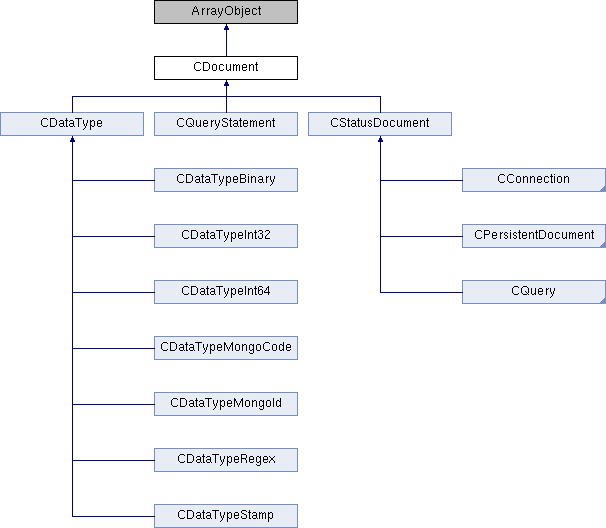 ArrayObject
CDocument
CDataType
CQueryStatement
CStatusDocument
CDataTypeBinary
CConnection
CDataTypeInt32
CPersistentDocument
CDataTypeInt64
CQuery
CDataTypeMongoCode
CDataTypeMongoId
CDataTypeRegex
CDataTypeStamp